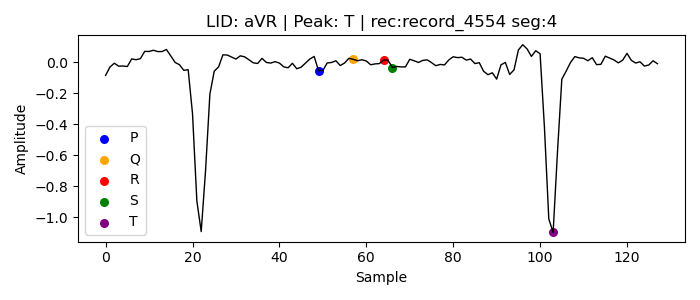 LID: aVR | Peak: T | rec:record_4554 seg:4
Amplitude
0.0
−0.2
−0.4
−0.6
−0.8
−1.0
P
Q
R
S
T
0 20 40 60 80 100 120
Sample